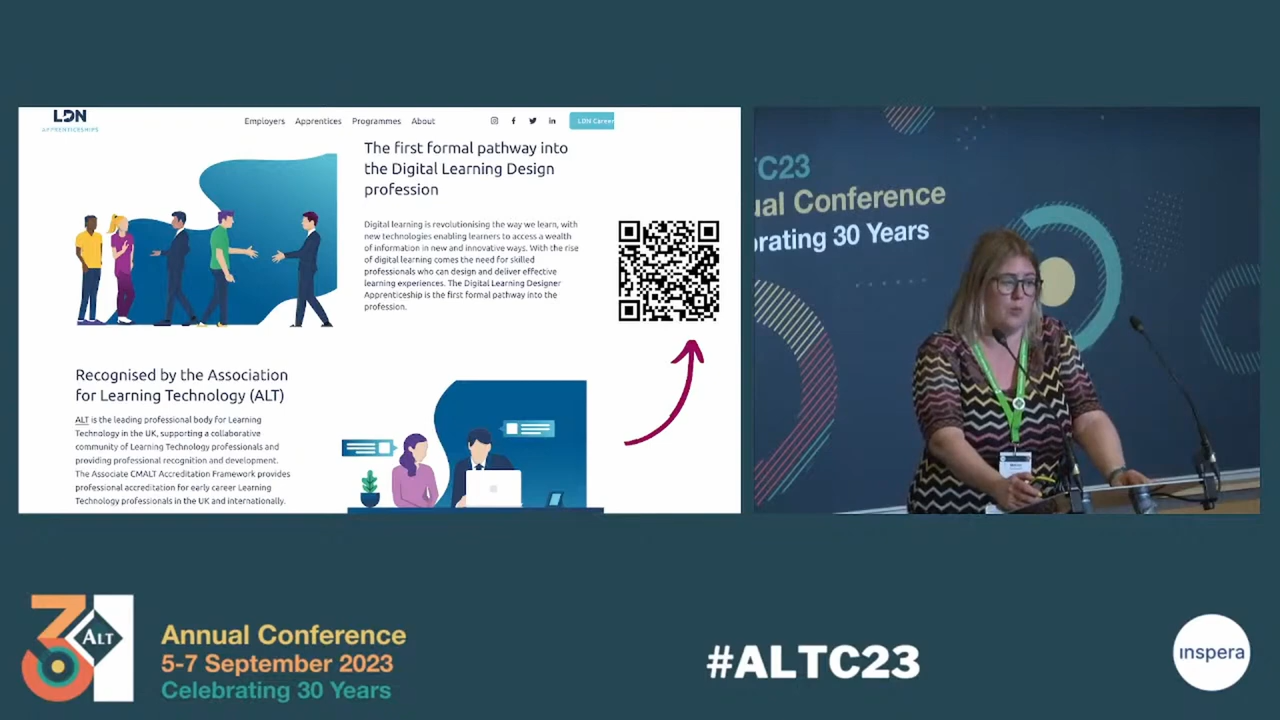 LDN
APPRENTICESHIPS
Employers Apprentices Programmes About
LDN Career
The first formal pathway into
the Digital Learning Design
profession
Digital learning is revolutionising the way we learn, with
new technologies enabling learners to access a wealth
of information in new and innovative ways. With the rise
of digital learning comes the need for skilled
professionals who can design and deliver effective
learning experiences. The Digital Learning Designer
Apprenticeship is the first formal pathway into the
profession.
Recognised by the Association
for Learning Technology (ALT)
ALT is the leading professional body for Learning
Technology in the UK, supporting a collaborative
community of Learning Technology professionals and
providing professional recognition and development.
The Associate CMALT Accreditation Framework provides
professional accreditation for early career Learning
Technology professionals in the UK and internationally.
TC23
ual Conference
brating 30 Years
ALT
Annual Conference
5-7 September 2023
Celebrating 30 Years
#ALTC23
inspera